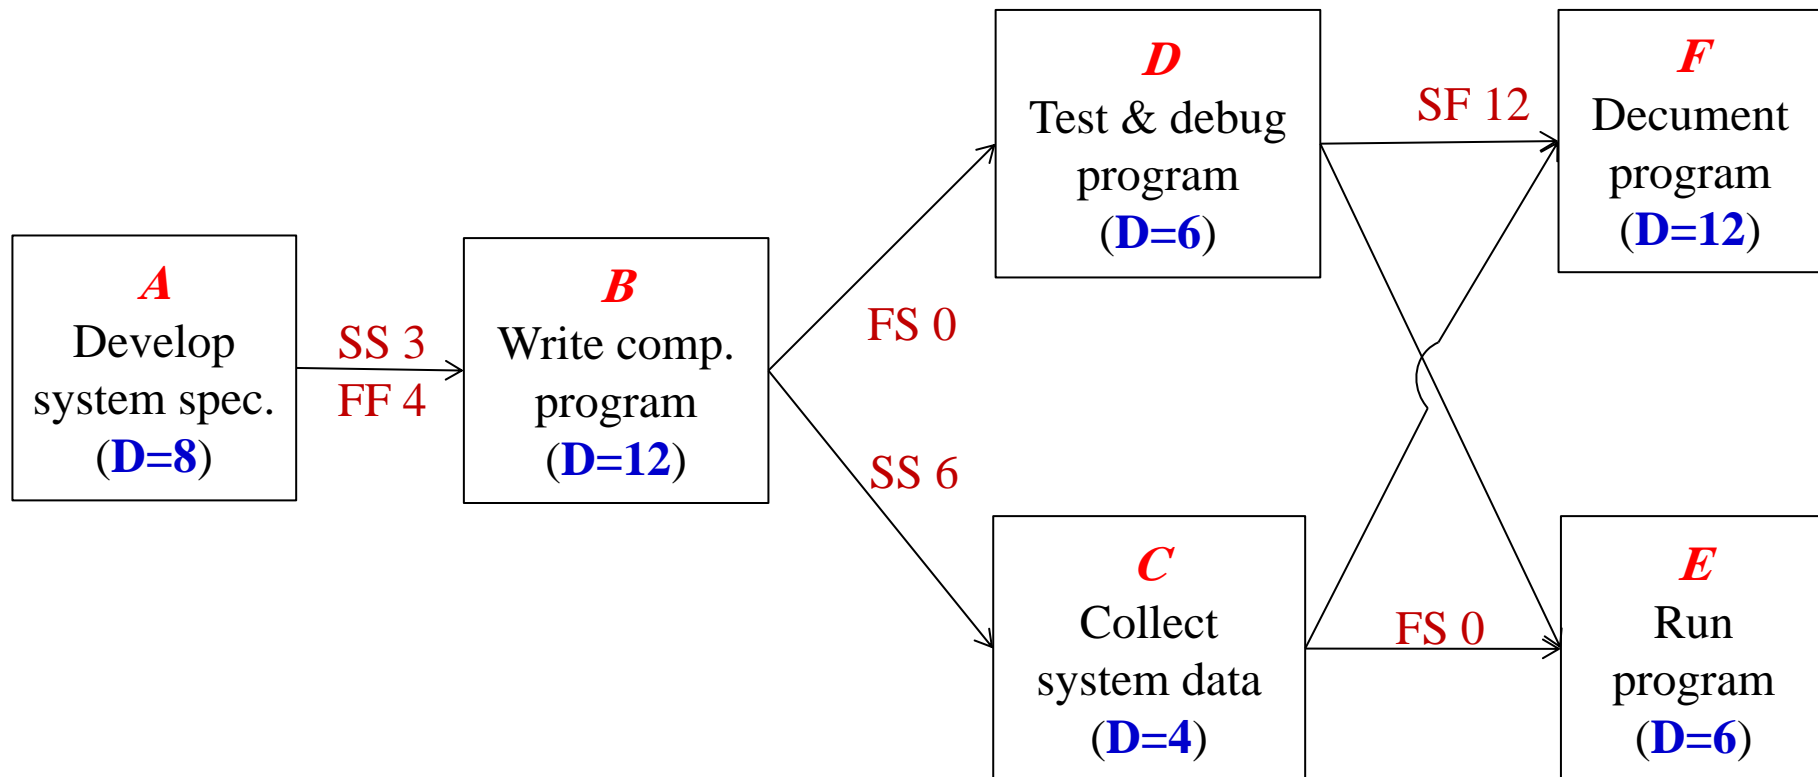 A
Develop
system spec.
(D=8)
SS 3
FF 4
B
Write comp.
program
(D=12)
FS 0
SS 6
D
Test & debug
program
(D=6)
C
Collect
system data
(D=4)
SF 12
FS 0
F
Decument
program
(D=12)
E
Run
program
(D=6)